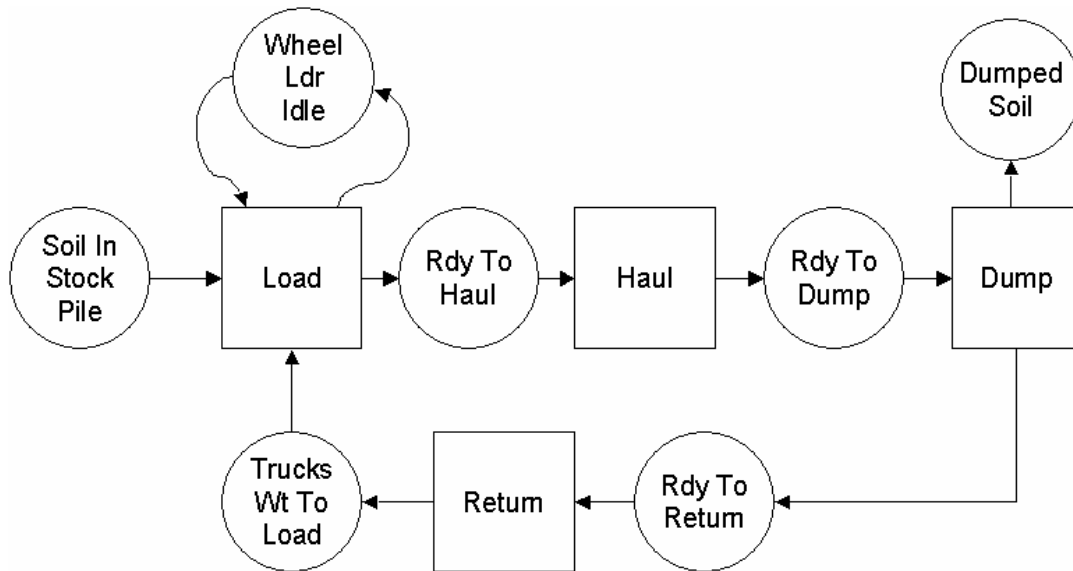 Wheel
Ldr
Idle
Dumped
Soil
Soil In
Stock
Pile
Load
Rdy To
Haul
Haul
Rdy To
Dump
Dump
Trucks
Wt To
Load
Return
Rdy To
Return